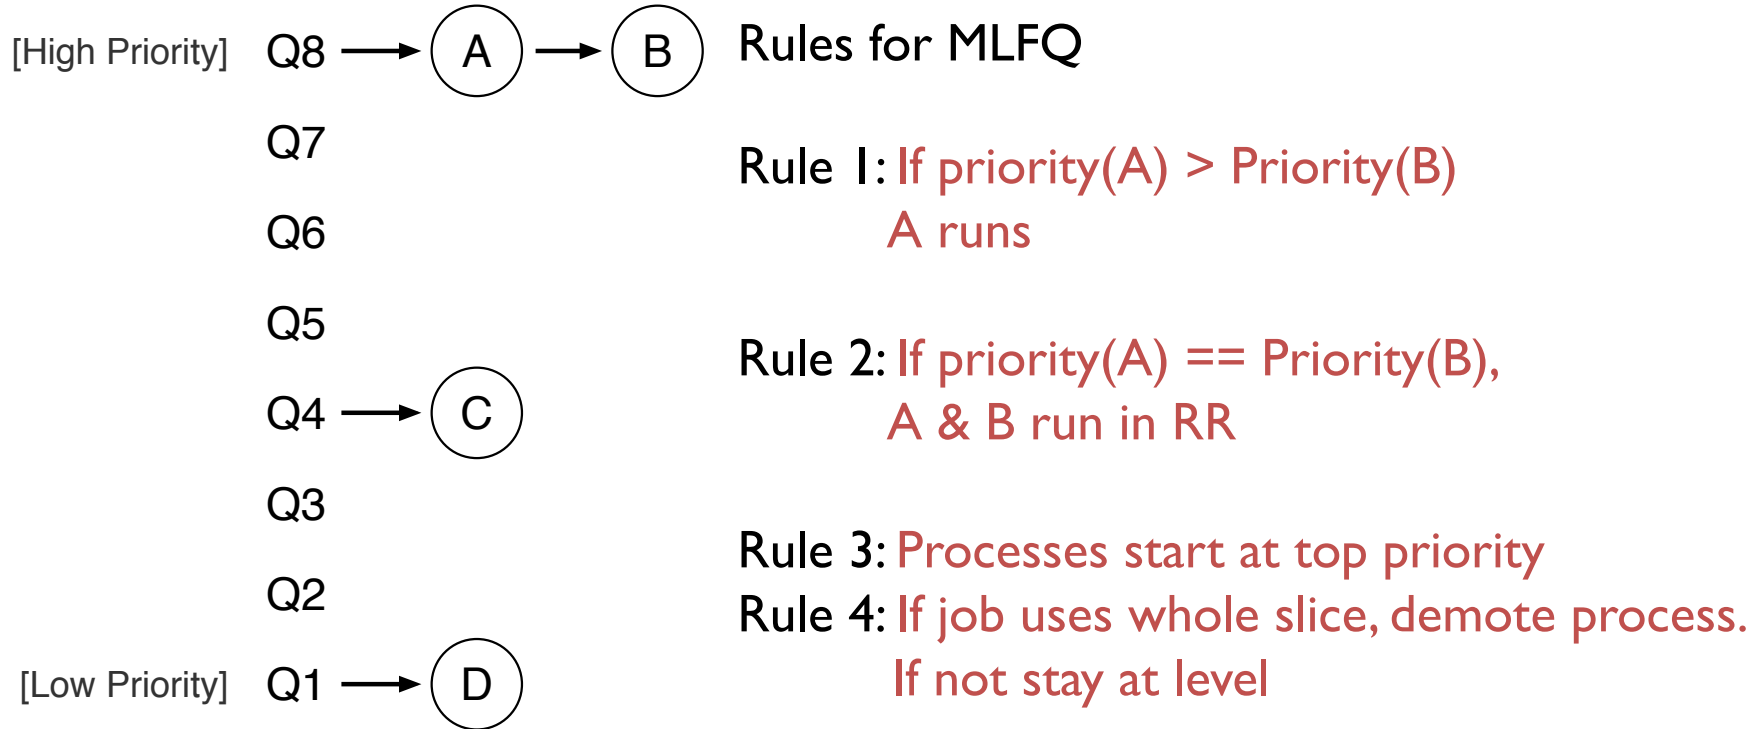 [High Priority] Q8 A B
Q7
Q6
Q5
Q4 C
Q3
Q2
[Low Priority] Q1 D
Rules for MLFQ
Rule 1: If priority(A) > Priority(B)
A runs
Rule 2: If priority(A) == Priority(B),
A & B run in RR
Rule 3: Processes start at top priority
Rule 4: If job uses whole slice, demote process.
If not stay at level